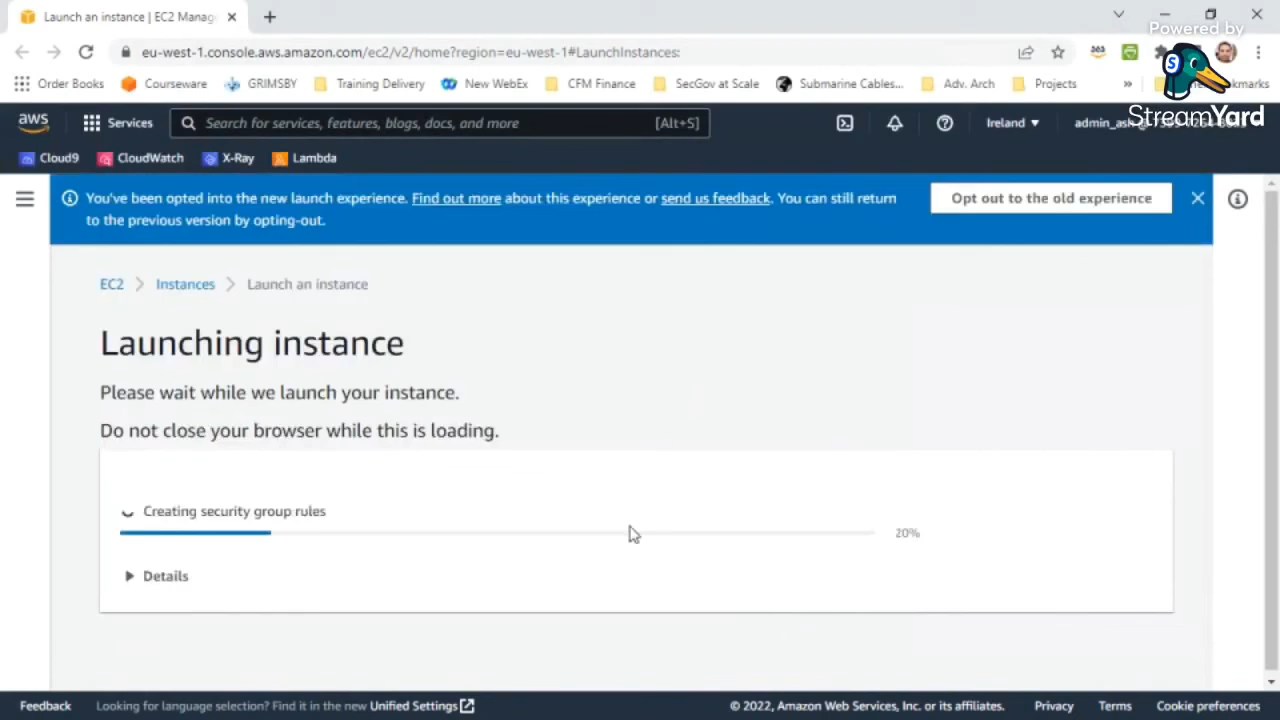 Launch an instance | EC2 Manag
eu-west-1.console.aws.amazon.com/ec2/v2/home?region=eu-west-1#LaunchInstances:
Powered by
StreamYard
Order Books Courseware GRIMSBY Training Delivery New WebEx CFM Finance SecGov at Scale Submarine Cables... Adv. Arch Projects »
aws Services Search for services, features, blogs, docs, and more [Alt+S] Ireland
Cloud9 CloudWatch X-Ray Lambda
You've been opted into the new launch experience. Find out more about this experience or send us feedback. You can still return
to the previous version by opting-out.
Opt out to the old experience
EC2 Instances Launch an instance
Launching instance
Please wait while we launch your instance.
Do not close your browser while this is loading.
Creating security group rules
20%
Details
Feedback Looking for language selection? Find it in the new Unified Settings © 2022, Amazon Web Services, Inc. or its affiliates. Privacy Terms Cookie preferences